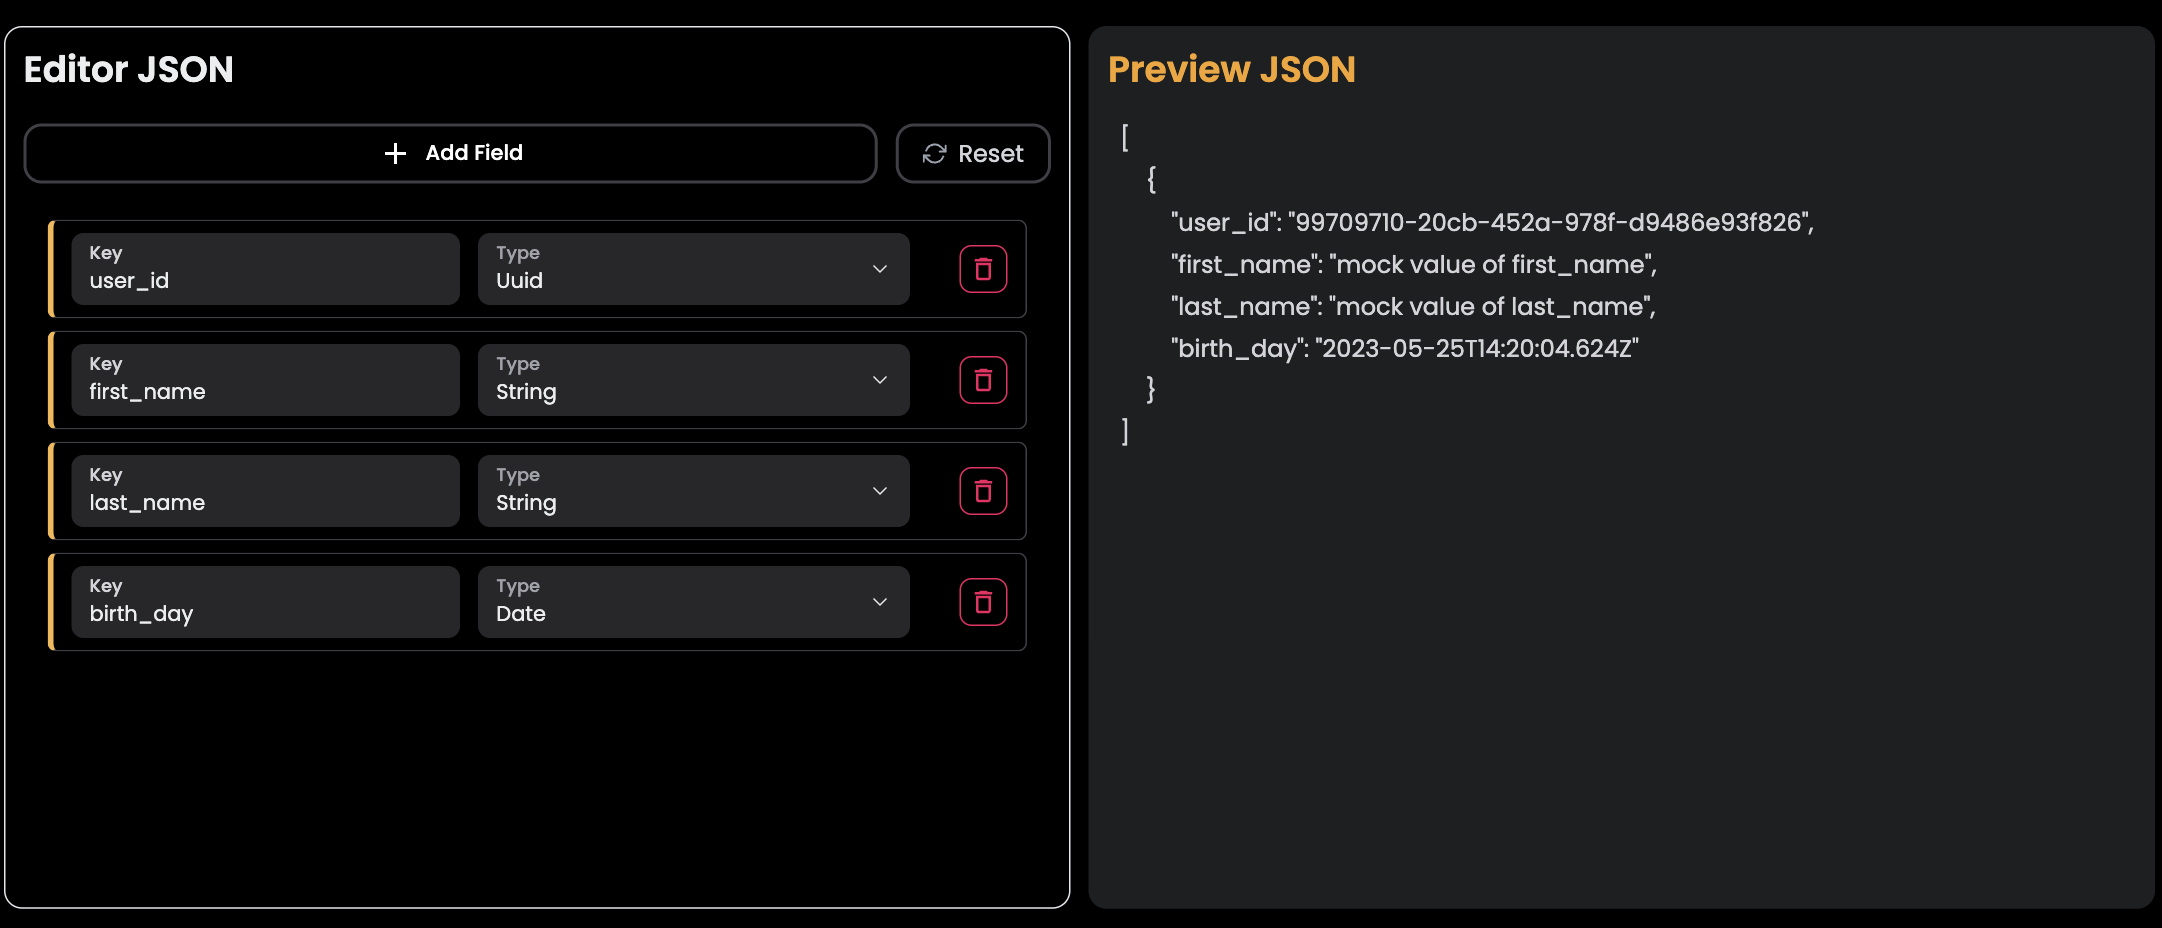 Editor JSON
Add Field
Reset
Key
user_id
Type
Uuid
Key
first_name
Type
String
Key
last_name
Type
String
Key
birth_day
Type
Date
Preview JSON
[
{
"user_id": "99709710-20cb-452a-978f-d9486e93f826",
"first_name": "mock value of first_name",
"last_name": "mock value of last_name",
"birth_day": "2023-05-25T14:20:04.624Z"
}
]